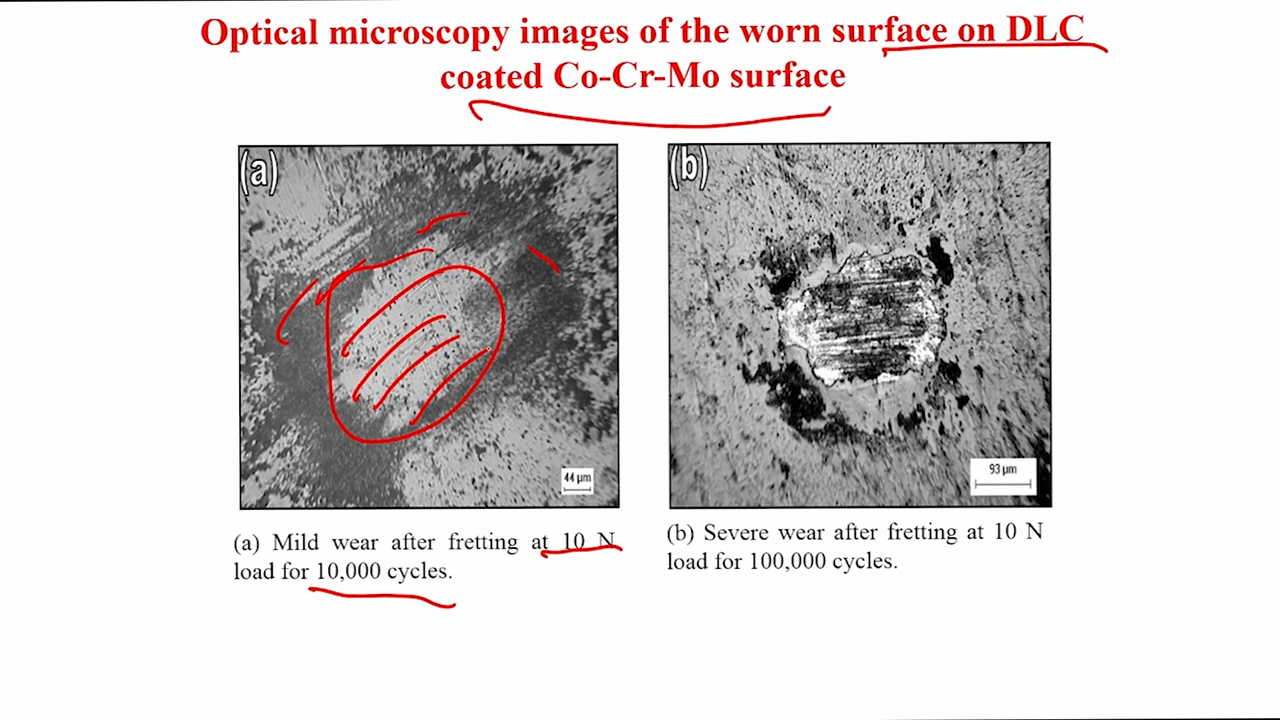 Optical microscopy images of the worn surface on DLC
coated Co-Cr-Mo surface
(a)
(b)
44 µm
93 µm
(a) Mild wear after fretting at 10 N
load for 10,000 cycles.
(b) Severe wear after fretting at 10 N
load for 100,000 cycles.